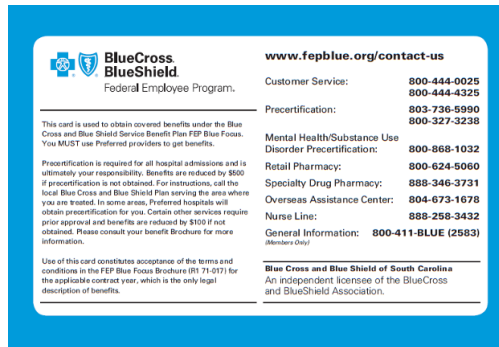 BlueCross.
BlueShield.
Federal Employee Program.
This card is used to obtain covered benefits under the Blue
Cross and Blue Shield Service Benefit Plan FEP Blue Focus.
You MUST use Preferred providers to get benefits.
Precertification is required for all hospital admissions and is
ultimately your responsibility. Benefits are reduced by $500
if precertification is not obtained. For instructions, call the
local Blue Cross and Blue Shield Plan serving the area where
you are treated. In some areas, Preferred hospitals will
obtain precertification for you. Certain other services require
prior approval and benefits are reduced by $100 if not
obtained. Please consult your benefit Brochure for more
information.
Use of this card constitutes acceptance of the terms and
conditions in the FEP Blue Focus Brochure (R1 71-017) for
the applicable contract year, which is the only legal
description of benefits.
www.fepblue.org/contact-us
Customer Service: 800-444-0025
800-444-4325
Precertification: 803-736-5990
800-327-3238
Mental Health/Substance Use
Disorder Precertification: 800-868-1032
Retail Pharmacy: 800-624-5060
Specialty Drug Pharmacy: 888-346-3731
Overseas Assistance Center: 804-673-1678
Nurse Line: 888-258-3432
General Information: 800-411-BLUE (2583)
(Members Only)
Blue Cross and Blue Shield of South Carolina
An independent licensee of the BlueCross
and BlueShield Association.